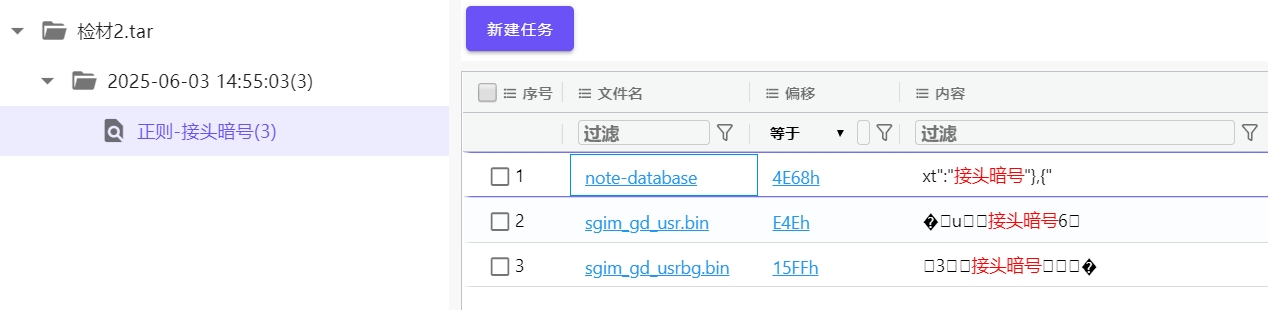 检材2.tar
2025-06-03 14:55:03(3)
正则-接头暗号(3)
新建任务
序号 文件名 偏移 内容
过滤 等于 过滤
1 note-database 4E68h xt":"接头暗号"},{"
2 sgim_gd_usr.bin E4Eh �u接头暗号6
3 sgim_gd_usrbg.bin 15FFh 3接头暗号�